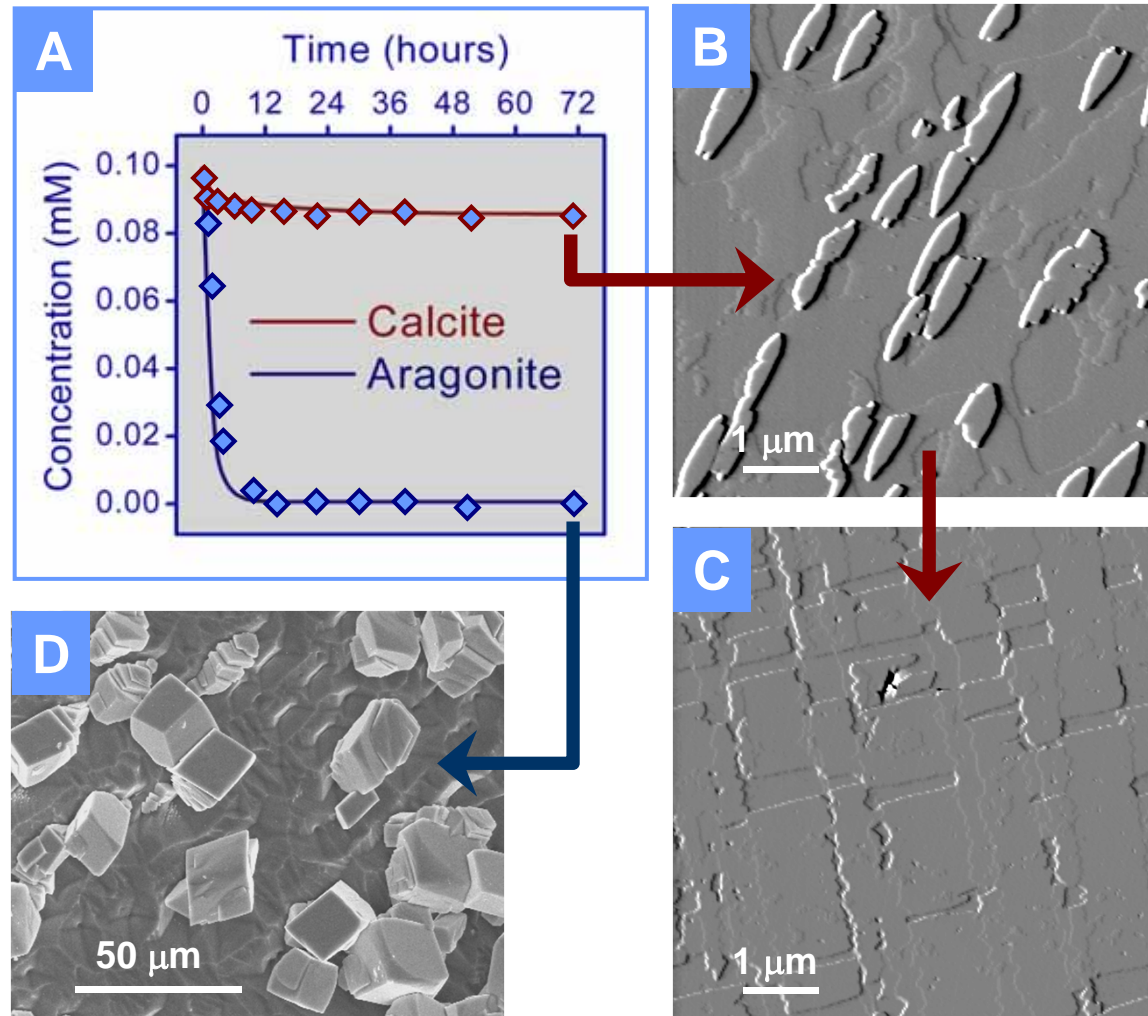 A
Time (hours)
0 12 24 36 48 60 72
Concentration (mM)
0.10
0.08
0.06
0.04
0.02
0.00
Calcite
Aragonite
B
1 μm
C
1 μm
D
50 μm